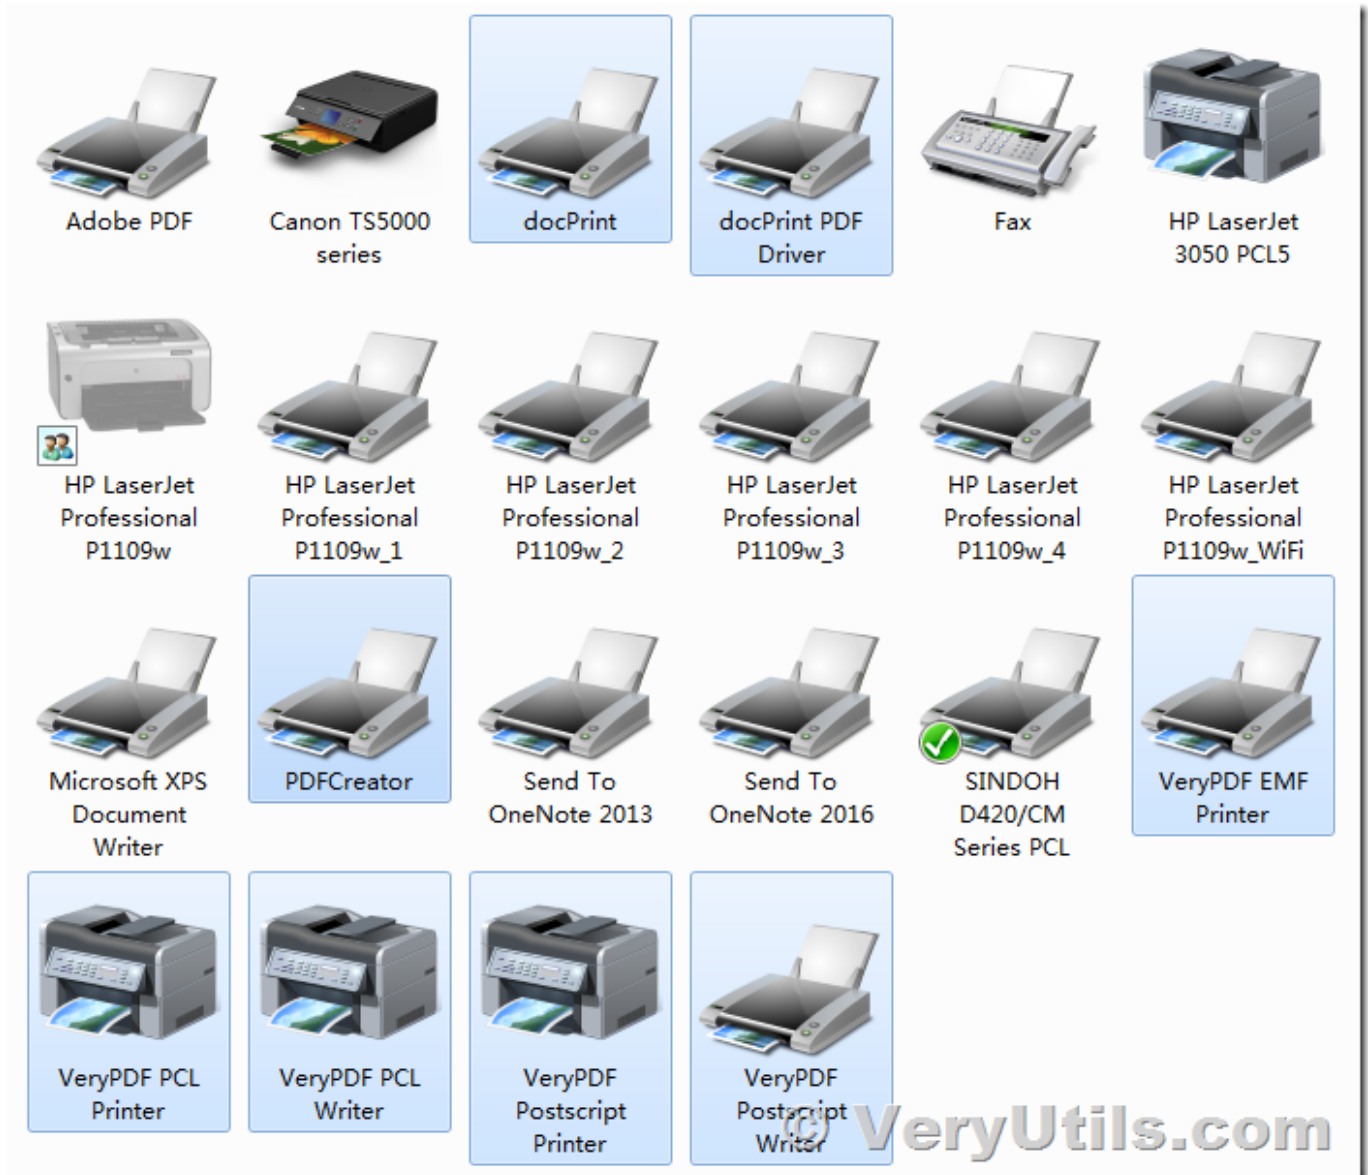 Adobe PDF
Canon TS5000
series
docPrint
docPrint PDF
Driver
Fax
HP LaserJet
3050 PCL5
HP LaserJet
Professional
P1109w
HP LaserJet
Professional
P1109w_1
HP LaserJet
Professional
P1109w_2
HP LaserJet
Professional
P1109w_3
HP LaserJet
Professional
P1109w_4
HP LaserJet
Professional
P1109w_WiFi
Microsoft XPS
Document
Writer
PDFCreator
Send To
OneNote 2013
Send To
OneNote 2016
SINDOH
D420/CM
Series PCL
VeryPDF EMF
Printer
VeryPDF PCL
Printer
VeryPDF PCL
Writer
VeryPDF
Postscript
Printer
VeryPDF
Postscript
Writer
© VeryUtils.com